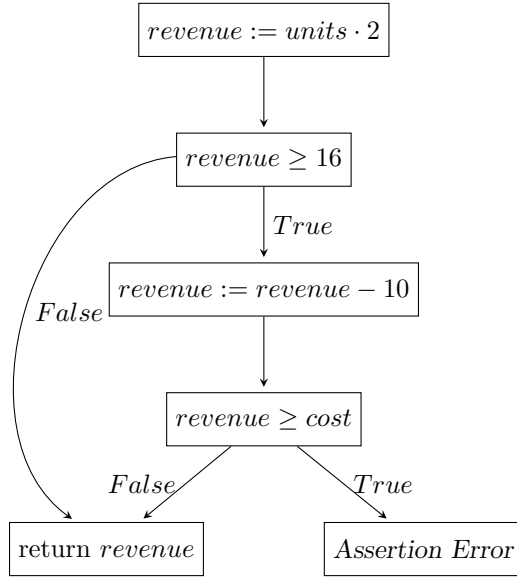 revenue := units · 2
revenue ≥ 16
True
revenue := revenue − 10
False
revenue ≥ cost
False
True
return revenue
Assertion Error